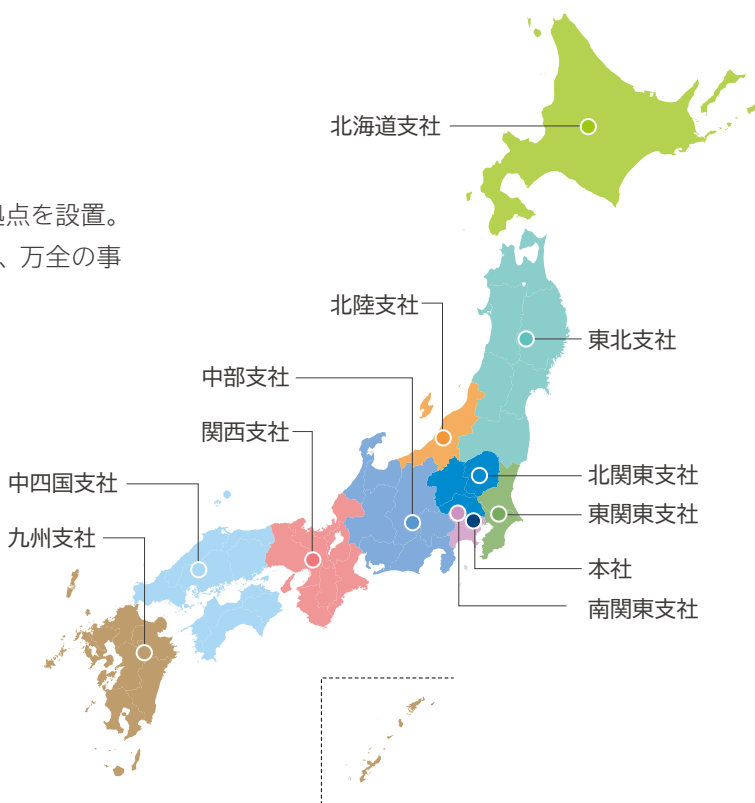 北海道支社
拠点を設置。
、万全の事
北陸支社
東北支社
中部支社
関西支社
北関東支社
中四国支社
東関東支社
九州支社
本社
南関東支社